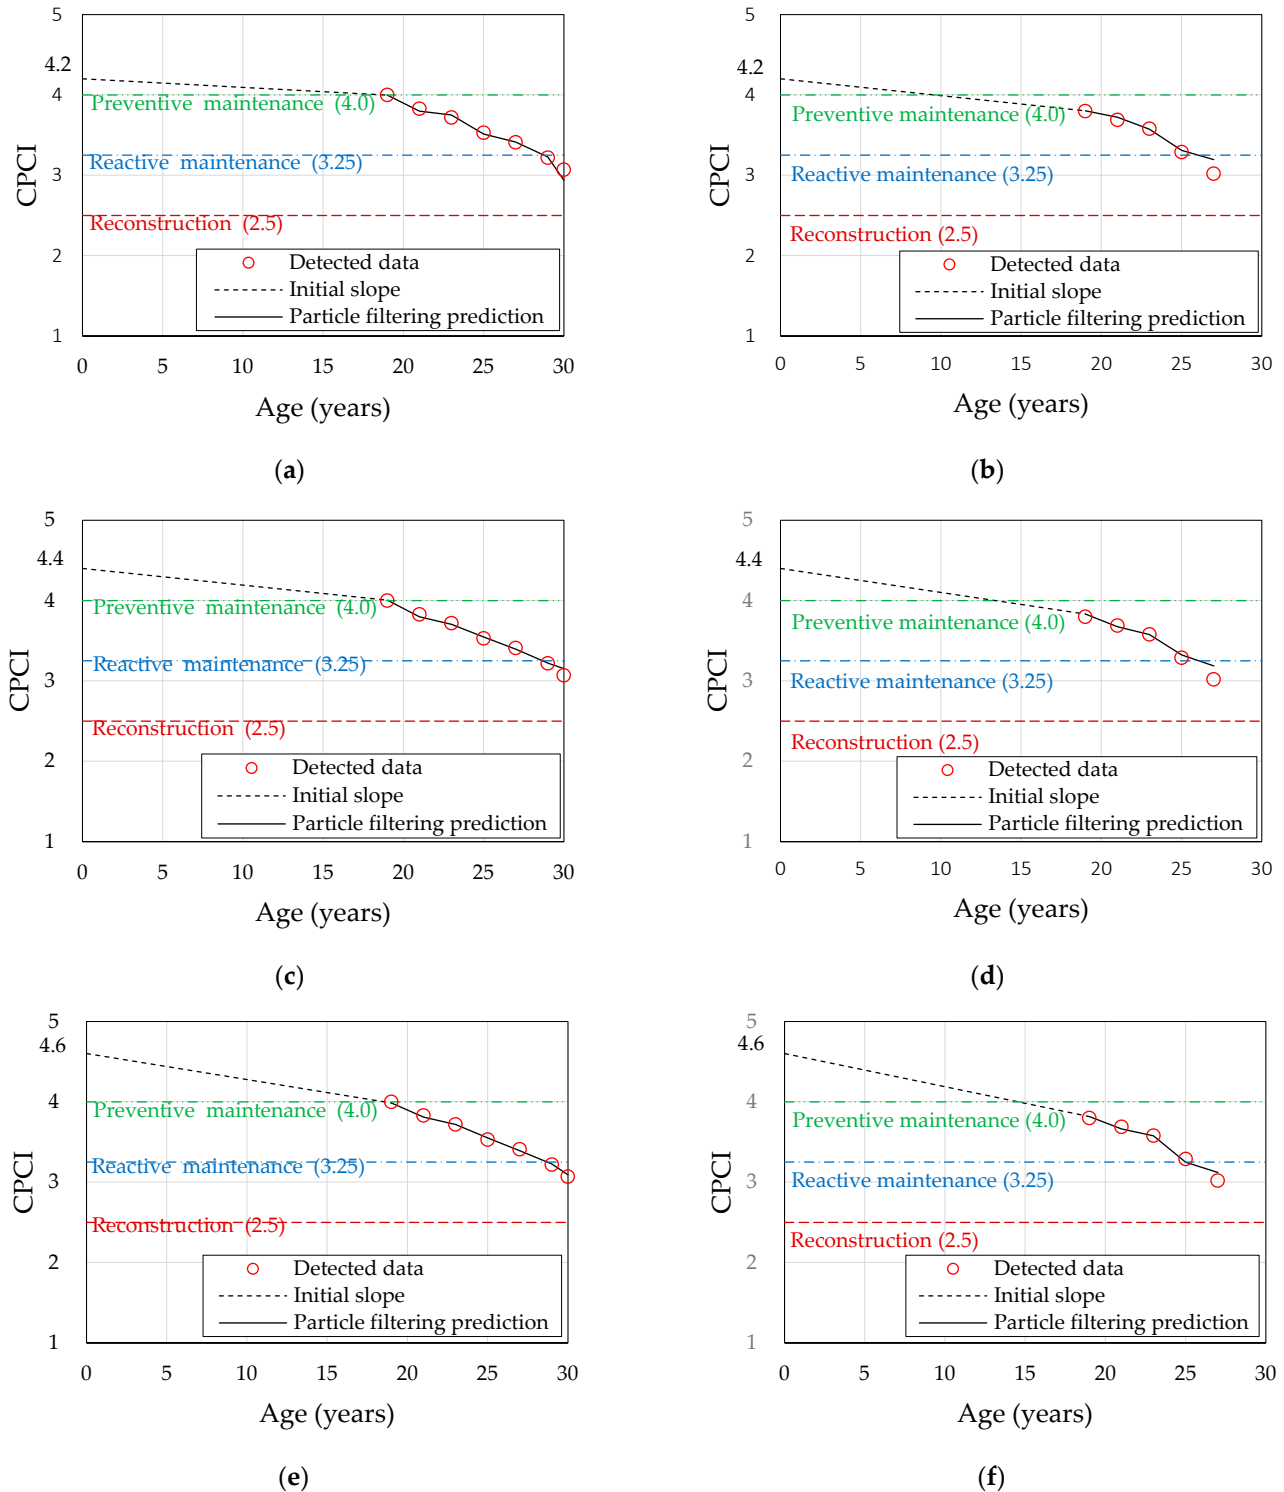 5
4.2
4
3
2
1
CPCI
Preventive maintenance (4.0)
Reactive maintenance (3.25)
Reconstruction (2.5)
Detected data
Initial slope
Particle filtering prediction
0 5 10 15 20 25 30
Age (years)
(a)
5
4.2
4
3
2
1
CPCI
Preventive maintenance (4.0)
Reactive maintenance (3.25)
Reconstruction (2.5)
Detected data
Initial slope
Particle filtering prediction
0 5 10 15 20 25 30
Age (years)
(b)
5
4.4
4
3
2
1
CPCI
Preventive maintenance (4.0)
Reactive maintenance (3.25)
Reconstruction (2.5)
Detected data
Initial slope
Particle filtering prediction
0 5 10 15 20 25 30
Age (years)
(c)
5
4.4
4
3
2
1
CPCI
Preventive maintenance (4.0)
Reactive maintenance (3.25)
Reconstruction (2.5)
Detected data
Initial slope
Particle filtering prediction
0 5 10 15 20 25 30
Age (years)
(d)
5
4.6
4
3
2
1
CPCI
Preventive maintenance (4.0)
Reactive maintenance (3.25)
Reconstruction (2.5)
Detected data
Initial slope
Particle filtering prediction
0 5 10 15 20 25 30
Age (years)
(e)
5
4.6
4
3
2
1
CPCI
Preventive maintenance (4.0)
Reactive maintenance (3.25)
Reconstruction (2.5)
Detected data
Initial slope
Particle filtering prediction
0 5 10 15 20 25 30
Age (years)
(f)